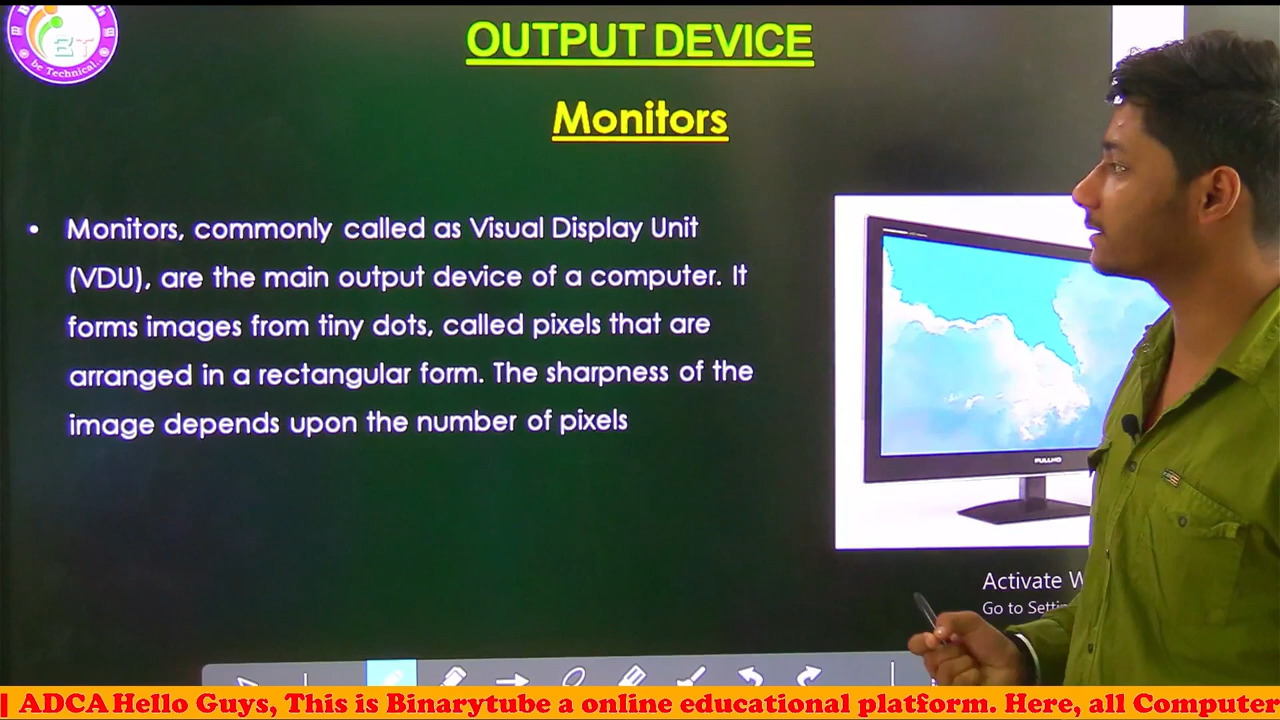 be Technical..
OUTPUT DEVICE
Monitors
• Monitors, commonly called as Visual Display Unit
(VDU), are the main output device of a computer. It
forms images from tiny dots, called pixels that are
arranged in a rectangular form. The sharpness of the
image depends upon the number of pixels
FULLHD
Activate
Go to
| ADCA Hello Guys, This is Binarytube a online educational platform. Here, all Computer